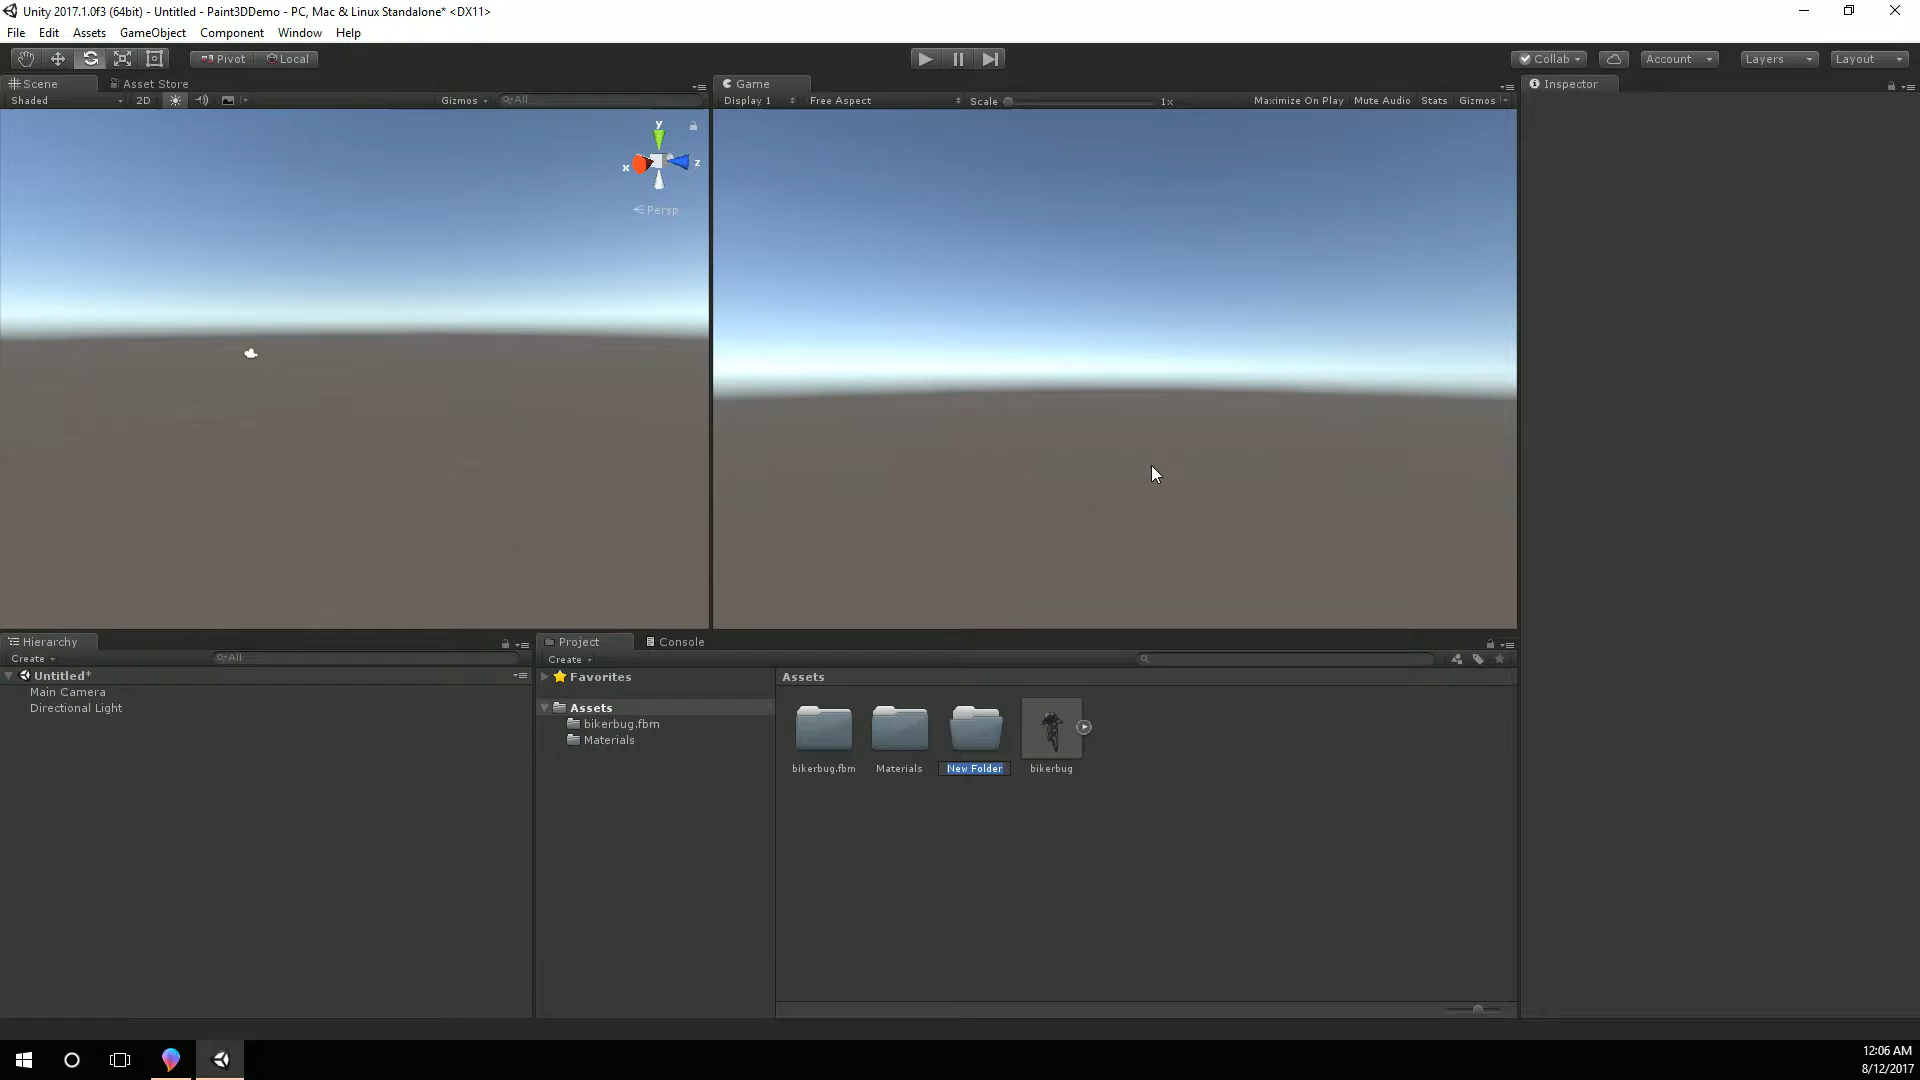 Unity 2017.1.0f3 (64bit) - Untitled - Paint3DDemo - PC, Mac & Linux Standalone* <DX11>
File Edit Assets GameObject Component Window Help
Pivot Local Collab Account Layers Layout
Scene Asset Store Game Inspector
Shaded 2D Gizmos All Display 1 Free Aspect Scale 1x Maximize On Play Mute Audio Stats Gizmos
y
x z
Persp
Hierarchy Project Console
Create All Create
Untitled* Favorites Assets
Main Camera
Directional Light Assets
bikerbug.fbm
Materials
bikerbug.fbm Materials New Folder bikerbug
12:06 AM
8/12/2017